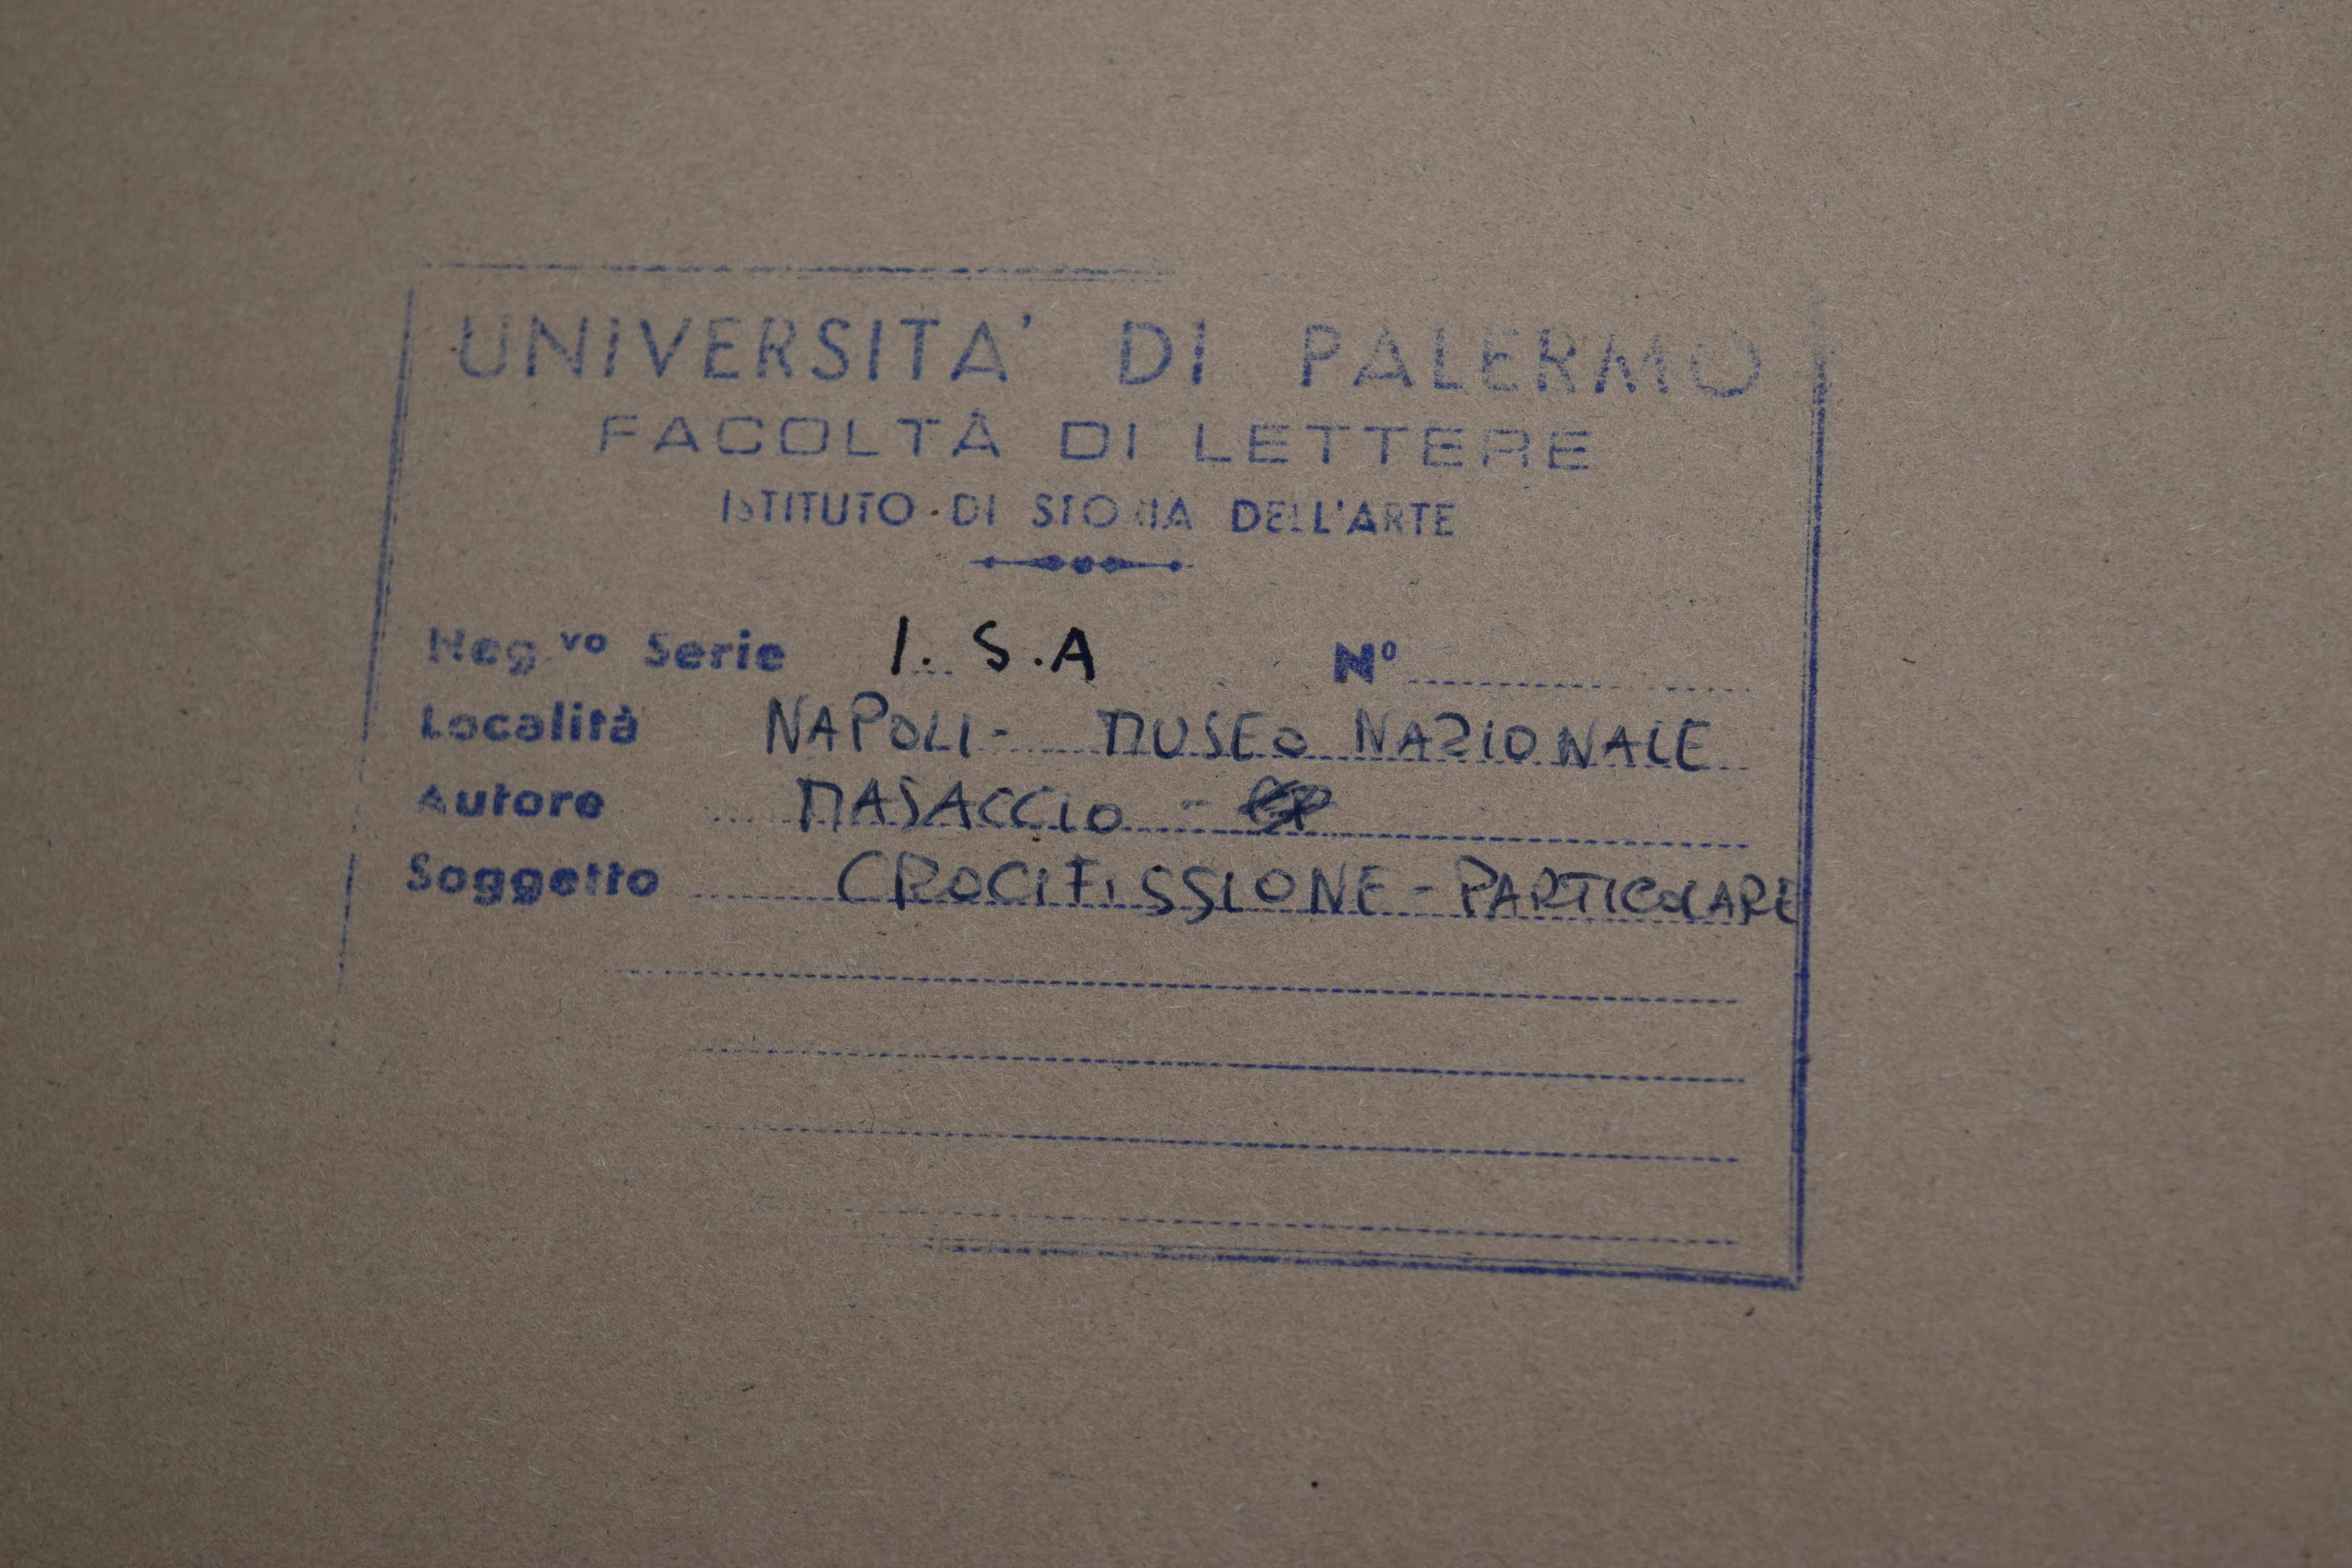 UNIVERSITA' DI PALERMO
FACOLTÀ DI LETTERE
ISTITUTO DI STORIA DELL'ARTE
Neg.vo Serie I. S. A N°
Località NAPOLI - MUSEO NAZIONALE
Autore MASACCIO -
Soggetto CROCIFISSIONE - PARTICOLARE